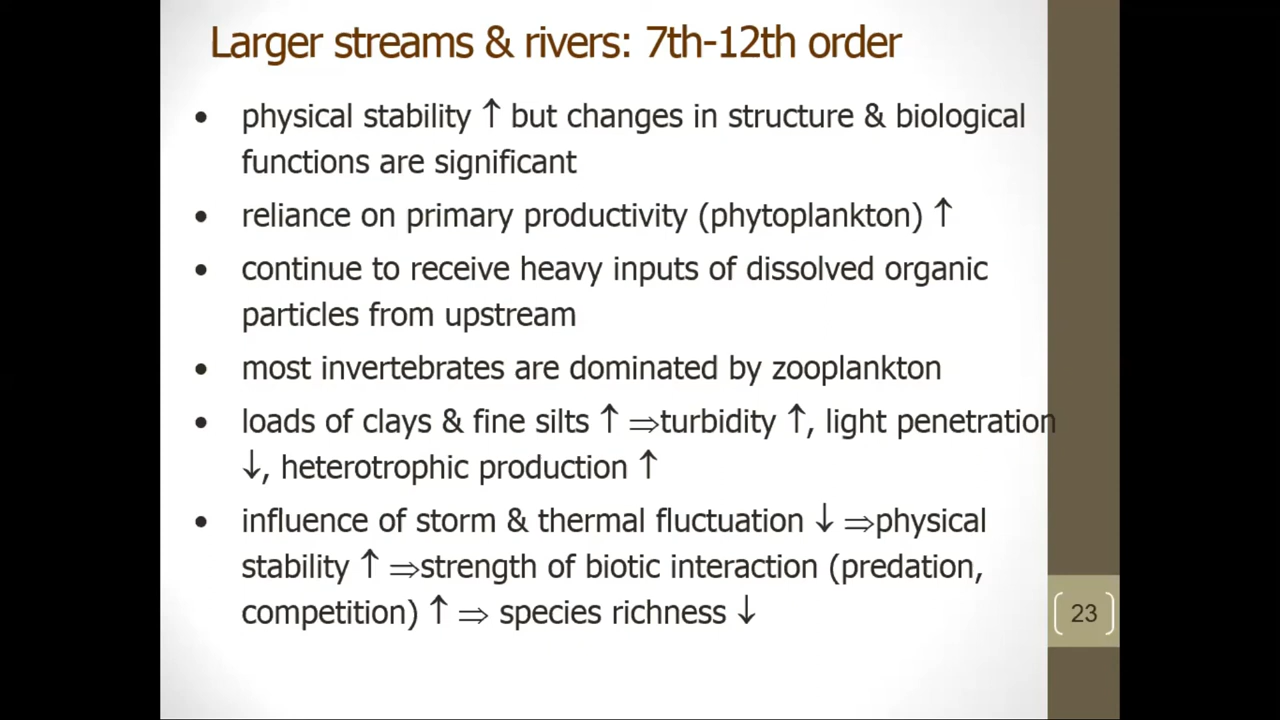 Larger streams & rivers: 7th-12th order
• physical stability ↑ but changes in structure & biological
functions are significant
• reliance on primary productivity (phytoplankton) ↑
• continue to receive heavy inputs of dissolved organic
particles from upstream
• most invertebrates are dominated by zooplankton
• loads of clays & fine silts ↑ ⇒turbidity ↑, light penetration
↓, heterotrophic production ↑
• influence of storm & thermal fluctuation ↓ ⇒physical
stability ↑ ⇒strength of biotic interaction (predation,
competition) ↑ ⇒ species richness ↓
23